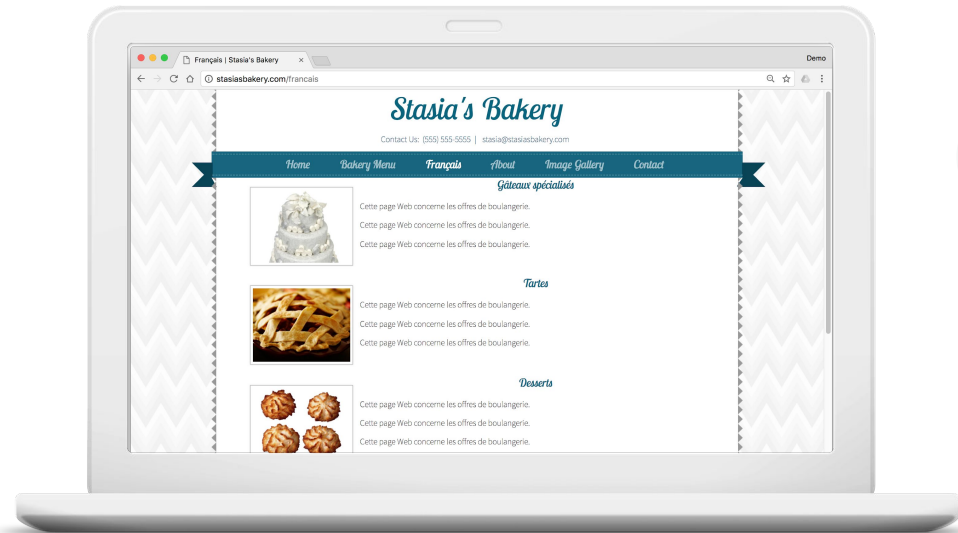 Français | Stasia's Bakery
Demo
stasiasbakery.com/francais
Stasia's Bakery
Contact Us: (555) 555-5555 | stasia@stasiasbakery.com
Home Bakery Menu Français About Image Gallery Contact
Gâteaux spécialisés
Cette page Web concerne les offres de boulangerie.
Cette page Web concerne les offres de boulangerie.
Cette page Web concerne les offres de boulangerie.
Tartes
Cette page Web concerne les offres de boulangerie.
Cette page Web concerne les offres de boulangerie.
Cette page Web concerne les offres de boulangerie.
Desserts
Cette page Web concerne les offres de boulangerie.
Cette page Web concerne les offres de boulangerie.
Cette page Web concerne les offres de boulangerie.